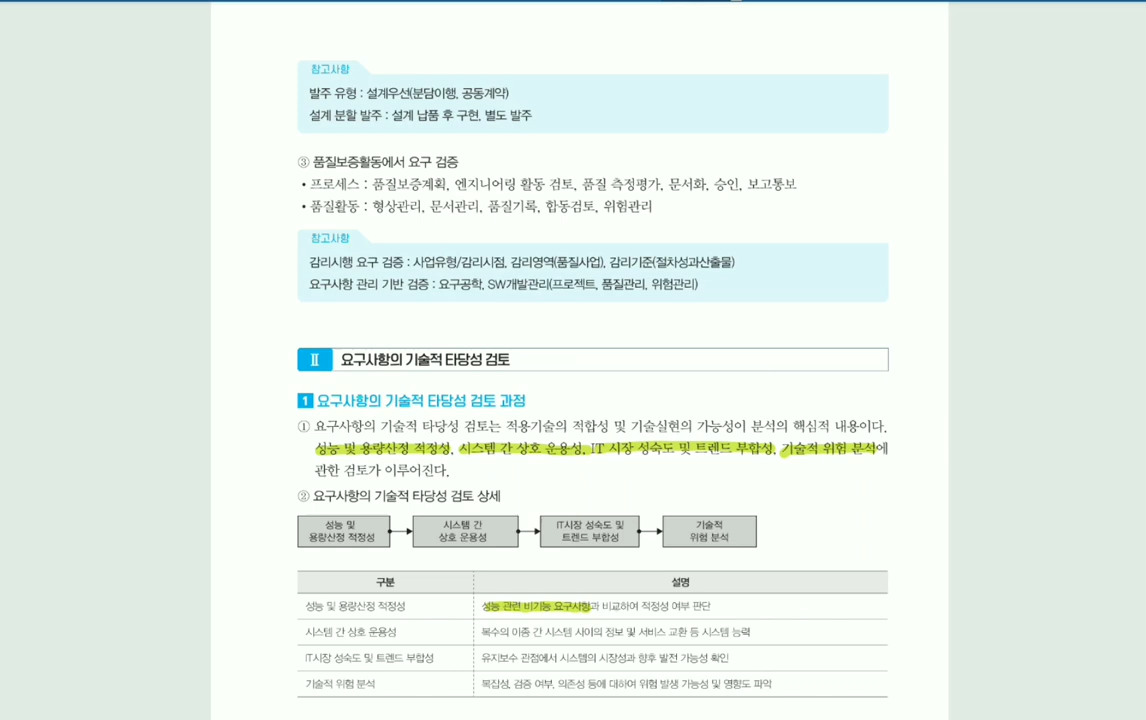 참고사항
발주 유형 : 설계우선(분담이행, 공동계약)
설계 분할 발주 : 설계 납품 후 구현, 별도 발주
③ 품질보증활동에서 요구 검증
• 프로세스 : 품질보증계획, 엔지니어링 활동 검토, 품질 측정평가, 문서화, 승인, 보고통보
• 품질활동 : 형상관리, 문서관리, 품질기록, 합동검토, 위험관리
참고사항
감리시행 요구 검증 : 사업유형/감리시점, 감리영역(품질사업), 감리기준(절차성과산출물)
요구사항 관리 기반 검증 : 요구공학, SW개발관리(프로젝트, 품질관리, 위험관리)
Ⅱ 요구사항의 기술적 타당성 검토
1 요구사항의 기술적 타당성 검토 과정
① 요구사항의 기술적 타당성 검토는 적용기술의 적합성 및 기술실현의 가능성이 분석의 핵심적 내용이다.
성능 및 용량산정 적정성, 시스템 간 상호 운용성, IT 시장 성숙도 및 트렌드 부합성, 기술적 위험 분석에
관한 검토가 이루어진다.
② 요구사항의 기술적 타당성 검토 상세
성능 및
용량산정 적정성
시스템 간
상호 운용성
IT시장 성숙도 및
트렌드 부합성
기술적
위험 분석
구분 설명
성능 및 용량산정 적정성 성능 관련 비기능 요구사항과 비교하여 적정성 여부 판단
시스템 간 상호 운용성 복수의 이종 간 시스템 사이의 정보 및 서비스 교환 등 시스템 능력
IT시장 성숙도 및 트렌드 부합성 유지보수 관점에서 시스템의 시장성과 향후 발전 가능성 확인
기술적 위험 분석 복잡성, 검증 여부, 의존성 등에 대하여 위험 발생 가능성 및 영향도 파악